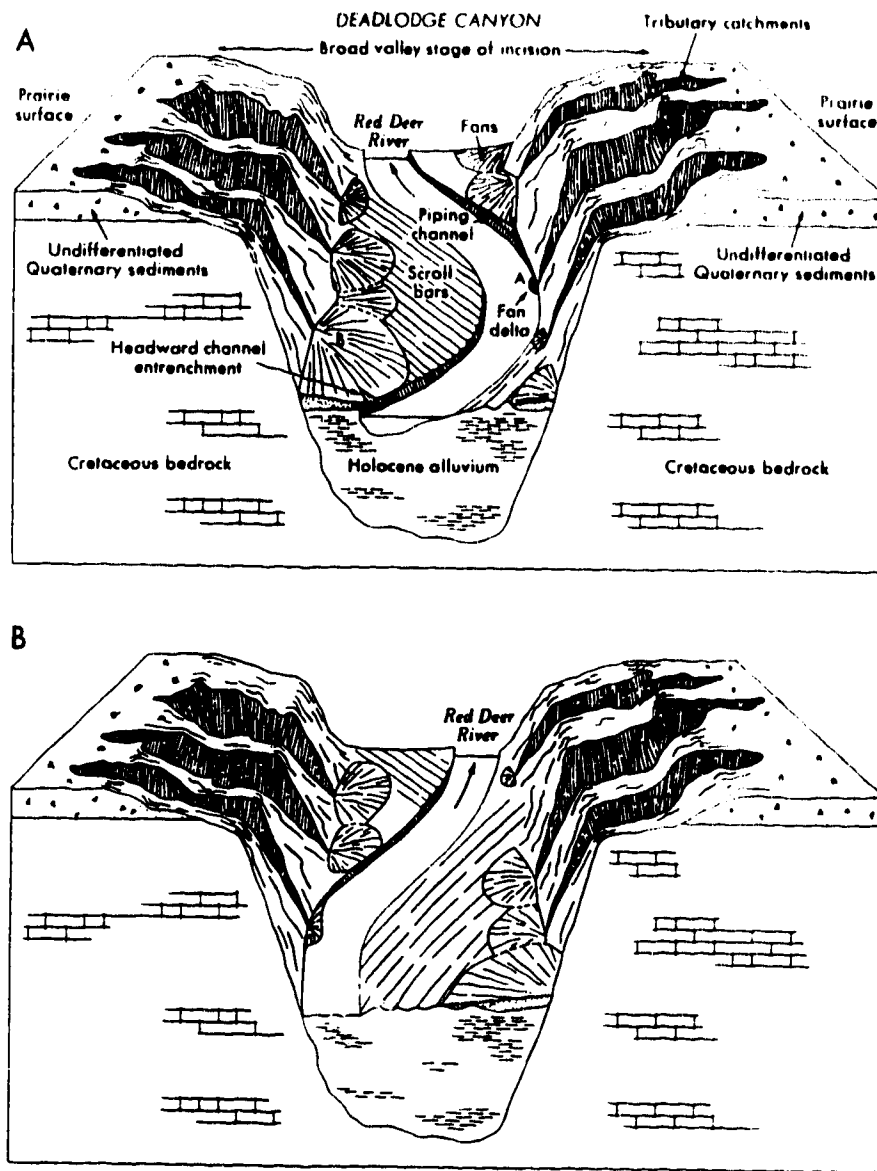 A
DEADLODGE CANYON
Broad valley stage of incision
Tributary catchments
Prairie
surface
Red Deer
River
Fans
Prairie
surface
Piping
channel
Undifferentiated
Quaternary sediments
Scroll
bars
A
Fan
delta
Undifferentiated
Quaternary sediments
B
Headward channel
entrenchment
Cretaceous bedrock
Holocene alluvium
Cretaceous bedrock
B
Red Deer
River